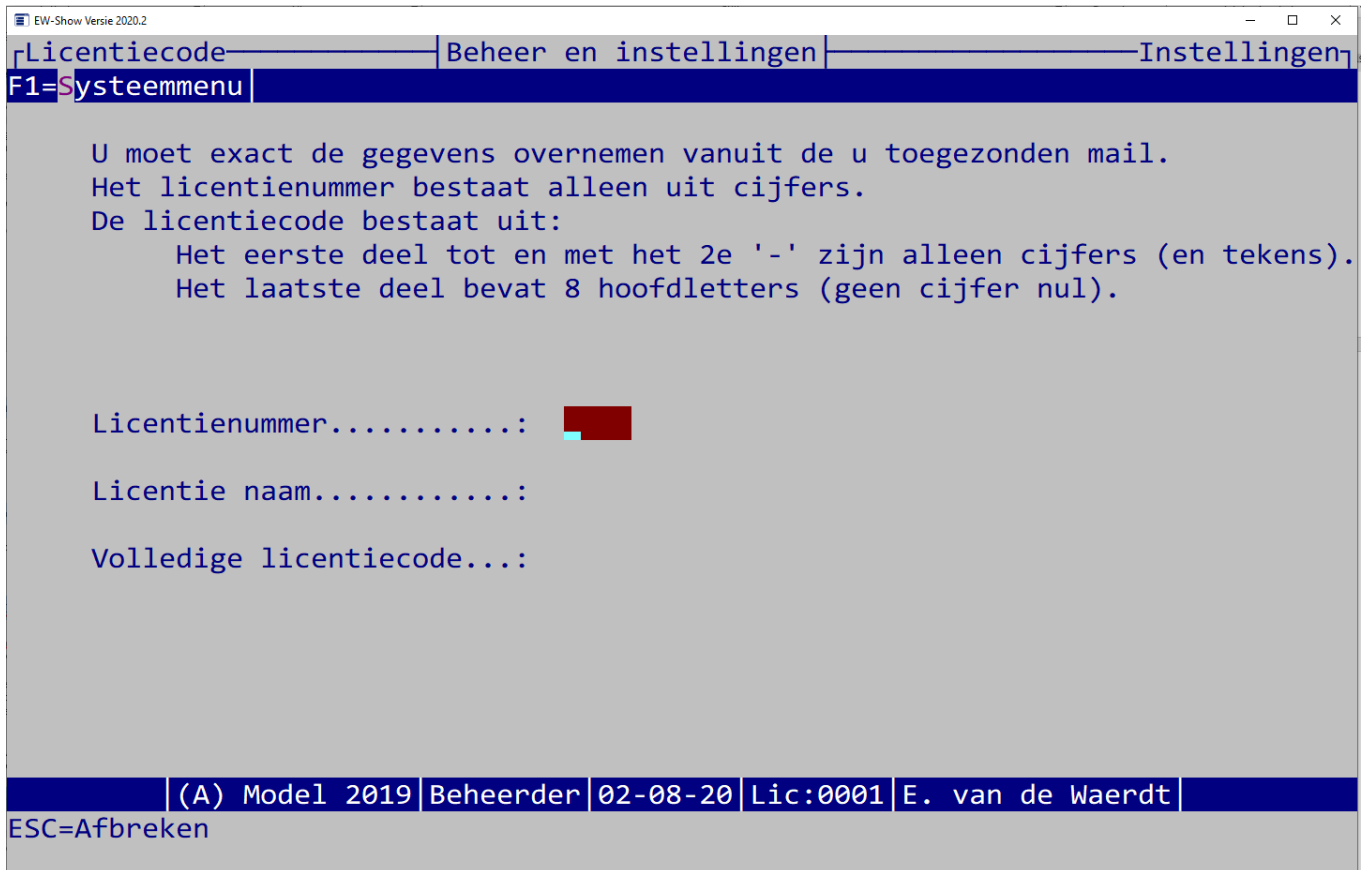 EW-Show Versie 2020.2
Licentiecode Beheer en instellingen Instellingen
F1=Systeemmenu
U moet exact de gegevens overnemen vanuit de u toegezonden mail.
Het licentienummer bestaat alleen uit cijfers.
De licentiecode bestaat uit:
Het eerste deel tot en met het 2e '-' zijn alleen cijfers (en tekens).
Het laatste deel bevat 8 hoofdletters (geen cijfer nul).
Licentienummer...........:
Licentie naam............:
Volledige licentiecode...:
(A) Model 2019|Beheerder|02-08-20|Lic:0001|E. van de Waerdt|
ESC=Afbreken